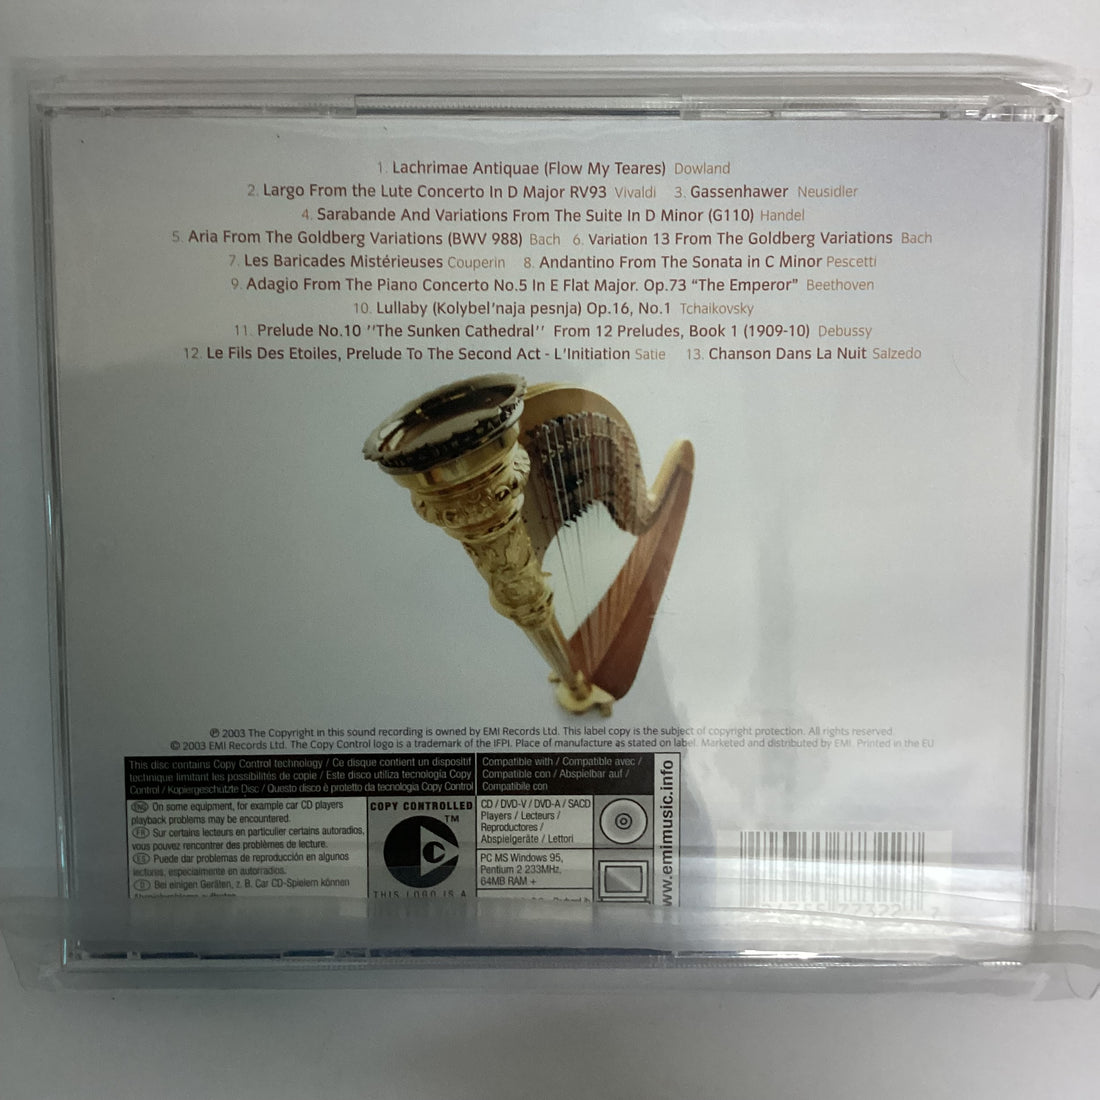 1. Lachrimae Antiquae (Flow My Teares) Dowland
2. Largo From the Lute Concerto In D Major RV93 Vivaldi 3. Gassenhawer Neusidler
4. Sarabande And Variations From The Suite In D Minor (G110) Handel
5. Aria From The Goldberg Variations (BWV 988) Bach 6. Variation 13 From The Goldberg Variations Bach
7. Les Baricades Mistérieuses Couperin 8. Andantino From The Sonata in C Minor Pescetti
9. Adagio From The Piano Concerto No.5 In E Flat Major. Op.73 “The Emperor” Beethoven
10. Lullaby (Kolybel'naja pesnja) Op.16, No.1 Tchaikovsky
11. Prelude No.10 ''The Sunken Cathedral'' From 12 Preludes, Book 1 (1909-10) Debussy
12. Le Fils Des Etoiles, Prelude To The Second Act - L'Initiation Satie 13. Chanson Dans La Nuit Salzedo
℗ 2003 The Copyright in this sound recording is owned by EMI Records Ltd. This label copy is the subject of copyright protection. All rights reserved.
© 2003 EMI Records Ltd. The Copy Control logo is a trademark of the IFPI. Place of manufacture as stated on label. Marketed and distributed by EMI. Printed in the EU
This disc contains Copy Control technology / Ce disque contient un dispositif
technique limitant les possibilités de copie / Este disco utiliza tecnología Copy
Control / Kopiergeschützte Disc / Questo disco è protetto da tecnologia Copy Control
ENG On some equipment, for example car CD players
playback problems may be encountered.
FR Sur certains lecteurs en particulier certains autoradios,
vous pouvez rencontrer des problèmes de lecture.
ES Puede dar problemas de reproducción en algunos
lectores, especialmente en autorradios.
D Bei einigen Geräten, z. B. Car CD-Spielern können
COPY CONTROLLED
TM
C
THIS LOGO IS A
Compatible with / Compatible avec /
Compatible con / Abspielbar auf /
Compatibile con
CD / DVD-V / DVD-A / SACD
Players / Lecteurs /
Reproductores /
Abspielgeräte / Lettori
PC MS Windows 95,
Pentium 2 233MHz,
64MB RAM +
www.emimusic.info